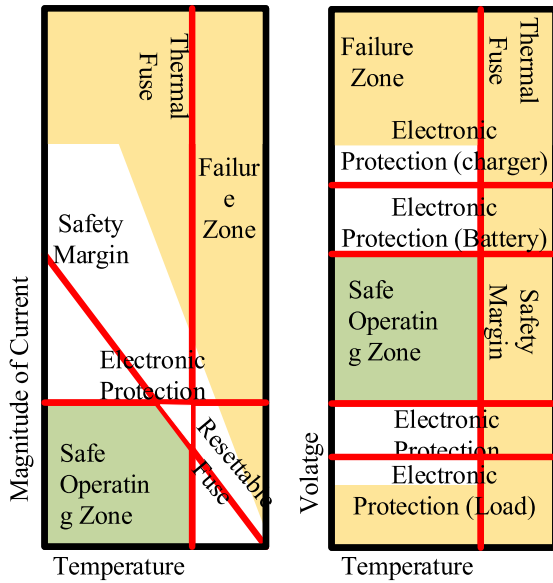 Thermal
Fuse
Failur
e
Zone
Safety
Margin
Electronic
Protection
Resettable
Fuse
Safe
Operatin
g Zone
Magnitude of Current
Temperature
Failure
Zone
Thermal
Fuse
Electronic
Protection (charger)
Electronic
Protection (Battery)
Safe
Operatin
g Zone
Safety
Margin
Electronic
Protection
Electronic
Protection (Load)
Volatge
Temperature